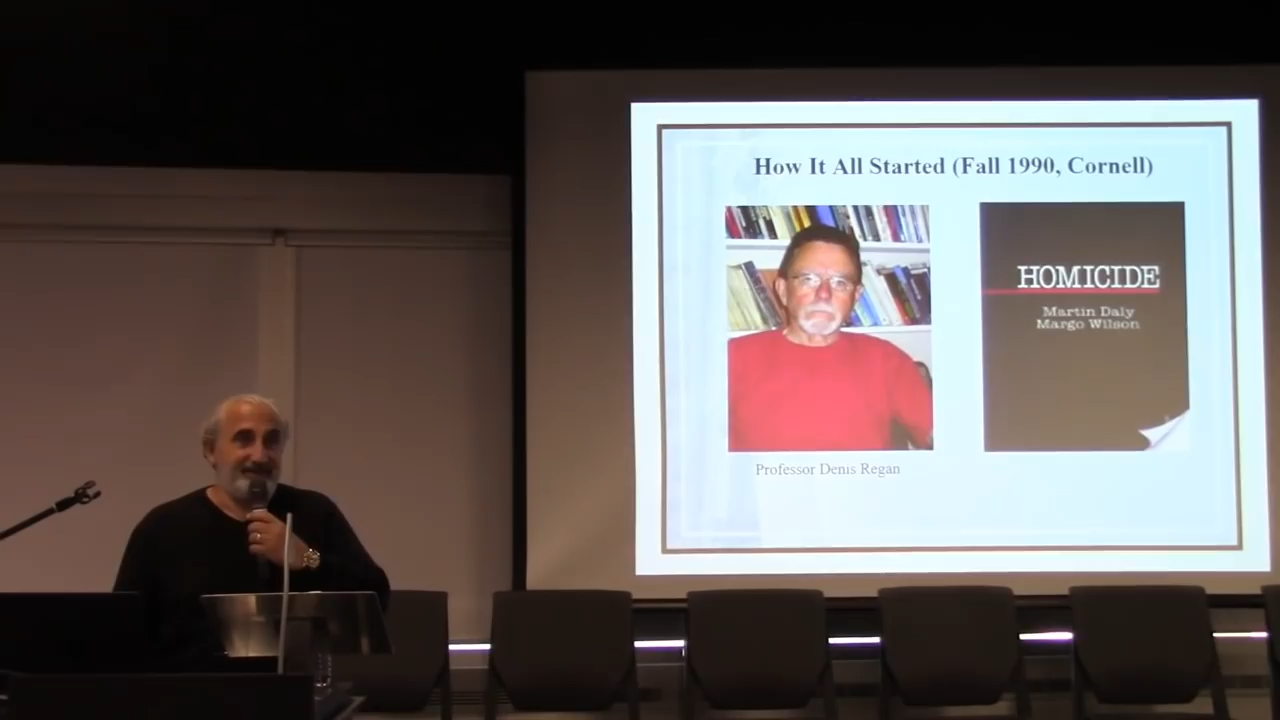 How It All Started (Fall 1990, Cornell)
HOMICIDE
Martin Daly
Margo Wilson
Professor Denis Regan